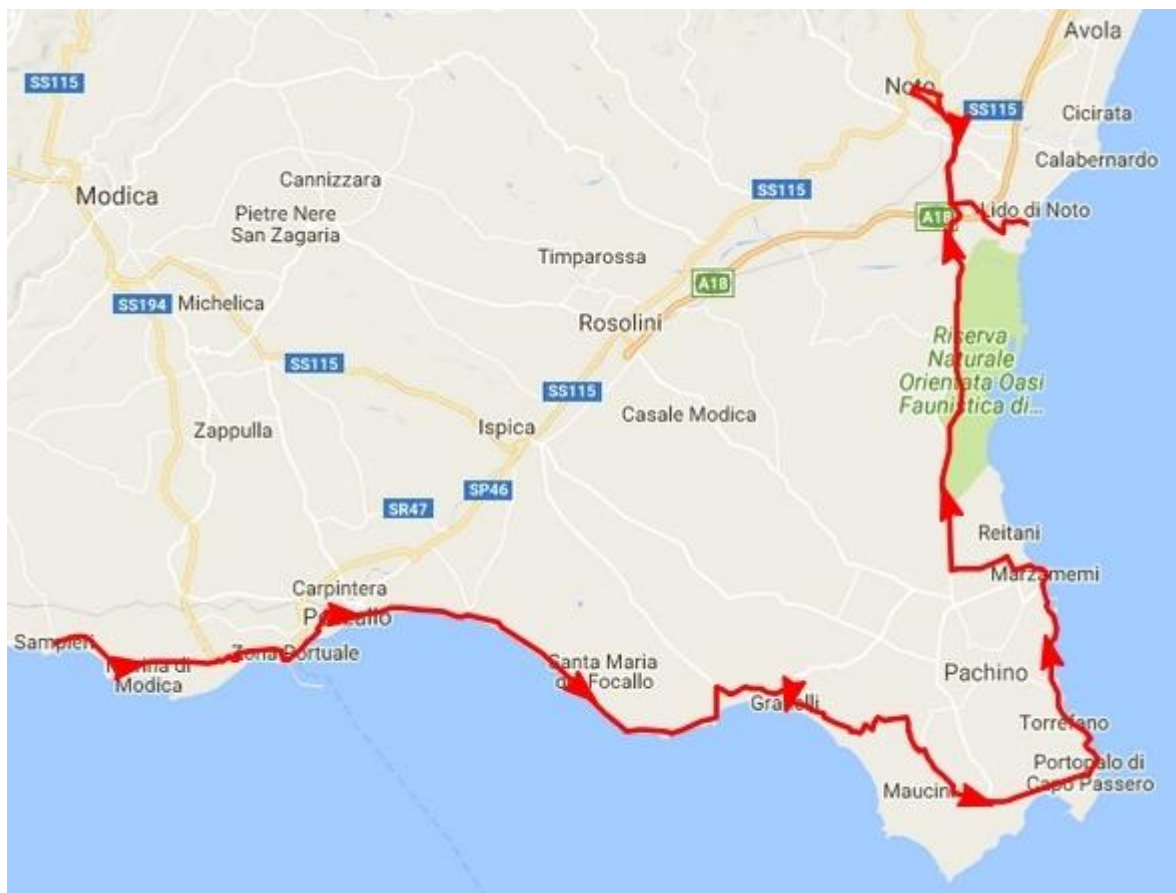 Avola
SS115
Noto
SS115
Cicirata
Calabernardo
Cannizzara
SS115
Modica
Lido di Noto
Pietre Nere
San Zagaria
A18
Timparossa
A18
Michelica
SS194
Rosolini
Riserva
Naturale
Orientata Oasi
Faunistica di...
SS115
SS115
Casale Modica
Ispica
Zappulla
SP46
SR47
Reitani
Marzamemi
Carpintera
Sampieri
Zona Portuale
di
Modica
Santa Maria
Focallo
Pachino
Torrefano
Portopalo di
Capo Passero
Maucini